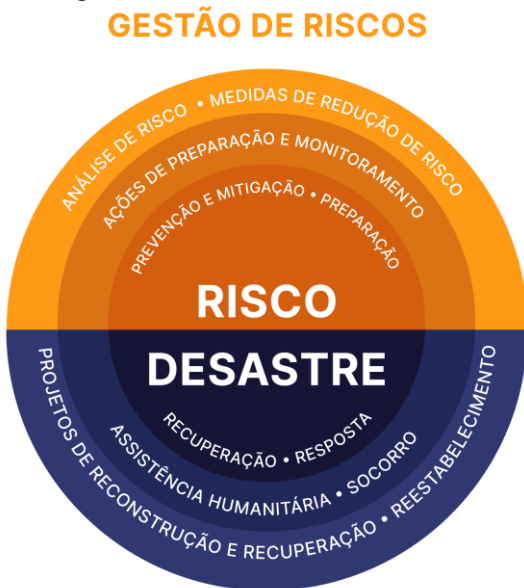 GESTÃO DE RISCOS
ANÁLISE DE RISCO • MEDIDAS DE REDUÇÃO DE RISCO
AÇÕES DE PREPARAÇÃO E MONITORAMENTO
PREVENÇÃO E MITIGAÇÃO • PREPARAÇÃO
RISCO
DESASTRE
RECUPERAÇÃO • RESPOSTA
ASSISTÊNCIA HUMANITÁRIA • SOCORRO
PROJETOS DE RECONSTRUÇÃO E RECUPERAÇÃO • REESTABELECIMENTO